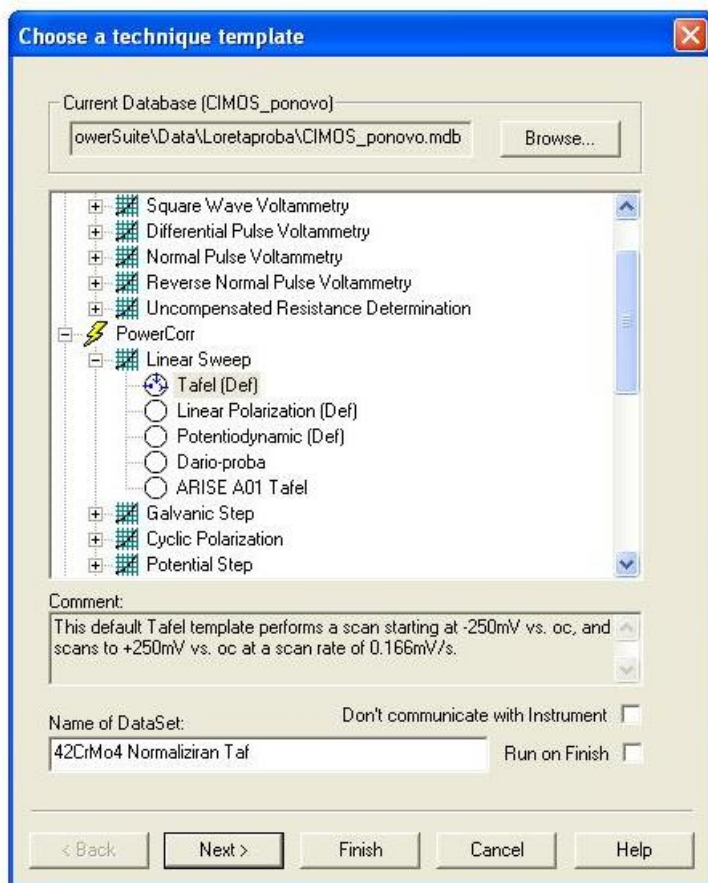 Choose a technique template
Current Database (CIMOS_ponovo)
owerSuite\Data\Loretaproba\CIMOS_ponovo.mdb
Browse...
Square Wave Voltammetry
Differential Pulse Voltammetry
Normal Pulse Voltammetry
Reverse Normal Pulse Voltammetry
Uncompensated Resistance Determination
PowerCorr
Linear Sweep
Tafel (Def)
Linear Polarization (Def)
Potentiodynamic (Def)
Dario-proba
ARISE A01 Tafel
Galvanic Step
Cyclic Polarization
Potential Step
Comment:
This default Tafel template performs a scan starting at -250mV vs. oc, and
scans to +250mV vs. oc at a scan rate of 0.166mV/s.
Name of DataSet:
Don't communicate with Instrument
42CrMo4 Normaliziran Taf
Run on Finish
< Back
Next >
Finish
Cancel
Help